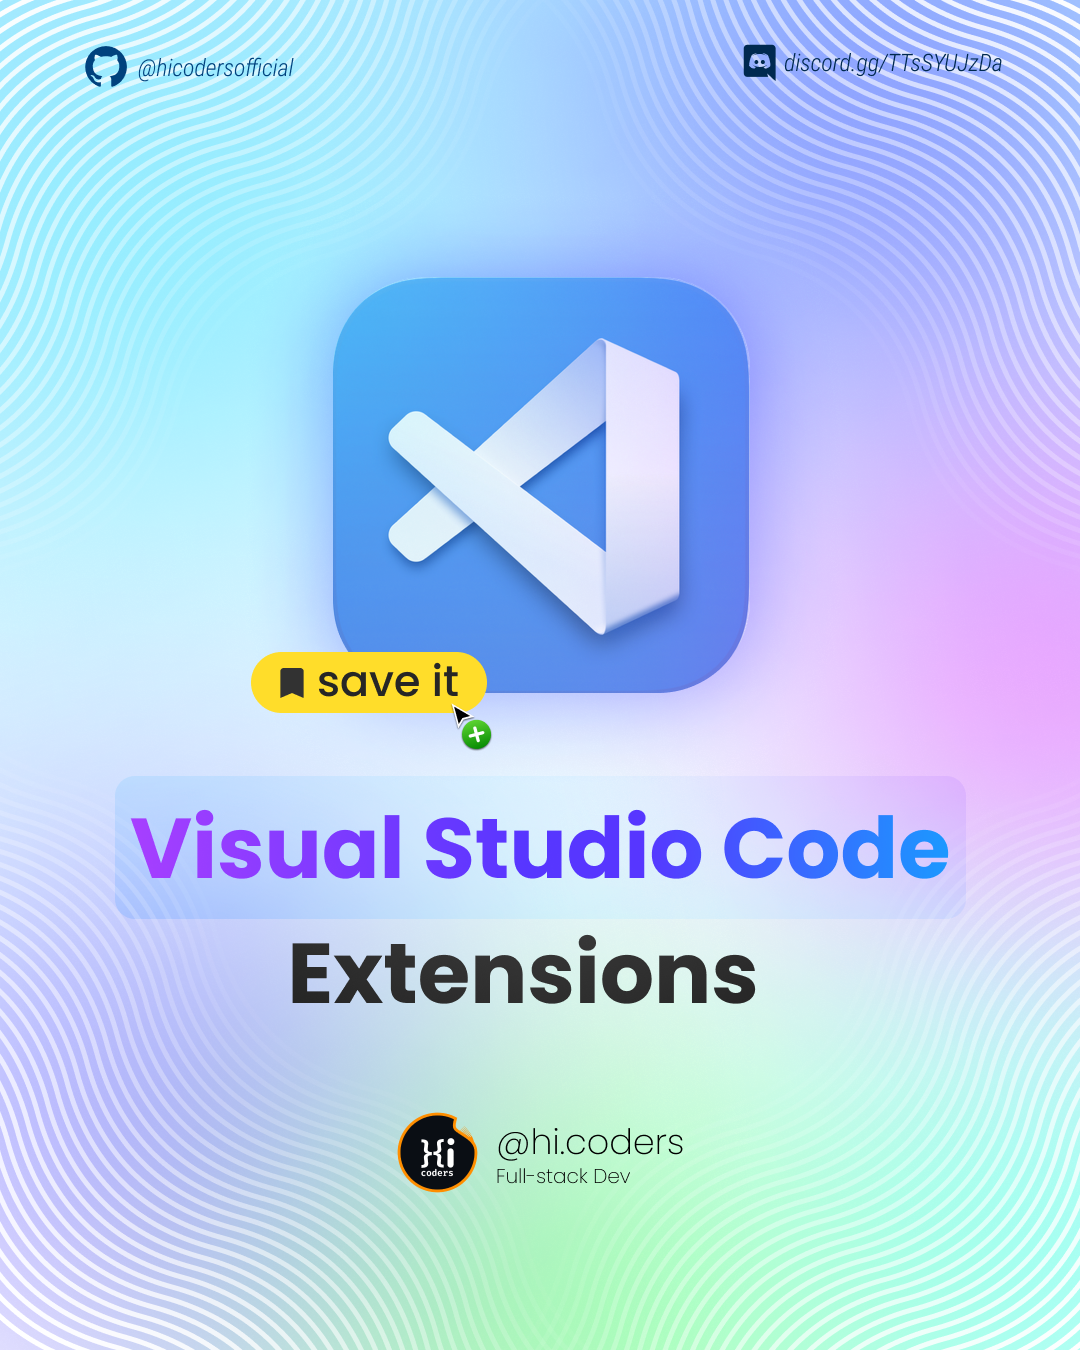 @hicodersofficial
discord.gg/TTsSYUJzDa
save it
Visual Studio Code
Extensions
Hi
coders
@hi.coders
Full-stack Dev